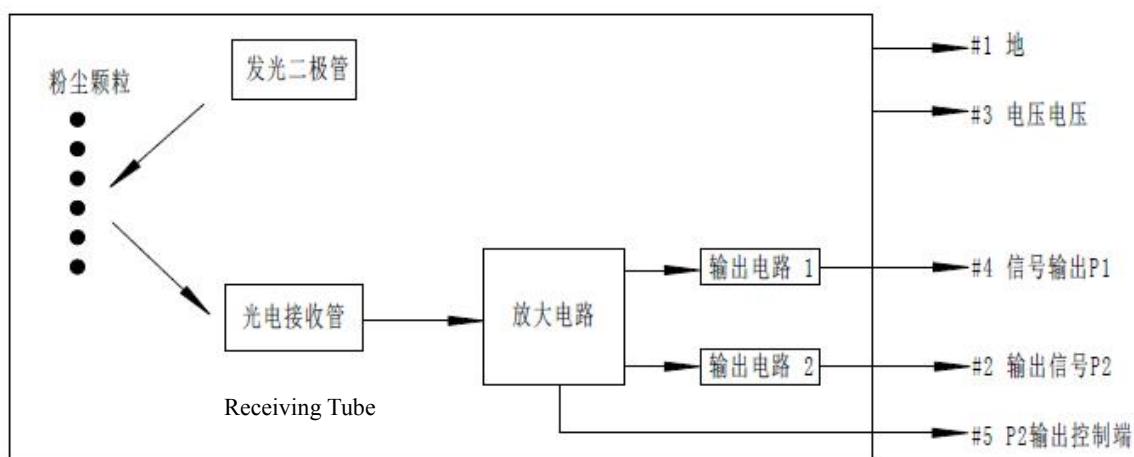 发光二极管
粉尘颗粒
#1 地
#3 电压电压
输出电路 1
#4 信号输出P1
光电接收管
放大电路
输出电路 2
#2 输出信号P2
Receiving Tube
#5 P2输出控制端